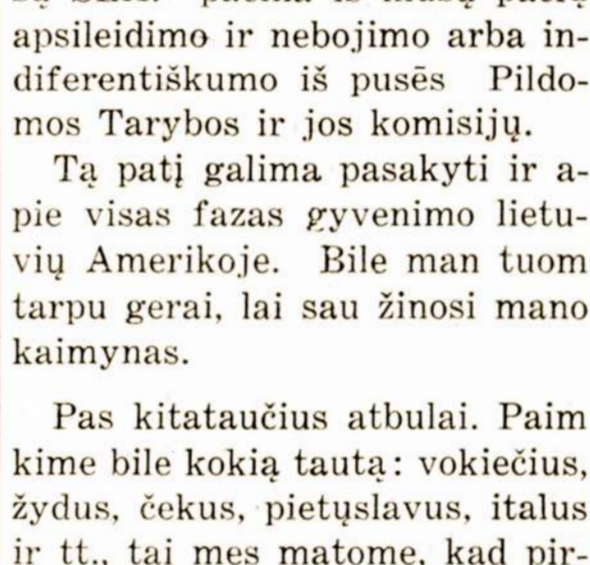 apsileidimo ir nebojimo arba in-
diferentiškumo iš pusēs Pildo-
mos Tarybos ir jos komisijų.
Tą patį galima pasakyti ir a-
pie visas fazas gyvenimo lietu-
vių Amerikoje. Bile man tuom
tarpu gerai, lai sau žinosi mano
kaimynas.
Pas kitataučius atbulai. Paim
kime bile kokią tautą: vokiečius,
žydus, čekus, pietųslavus, italus
ir tt., tai mes matome, kad pir-